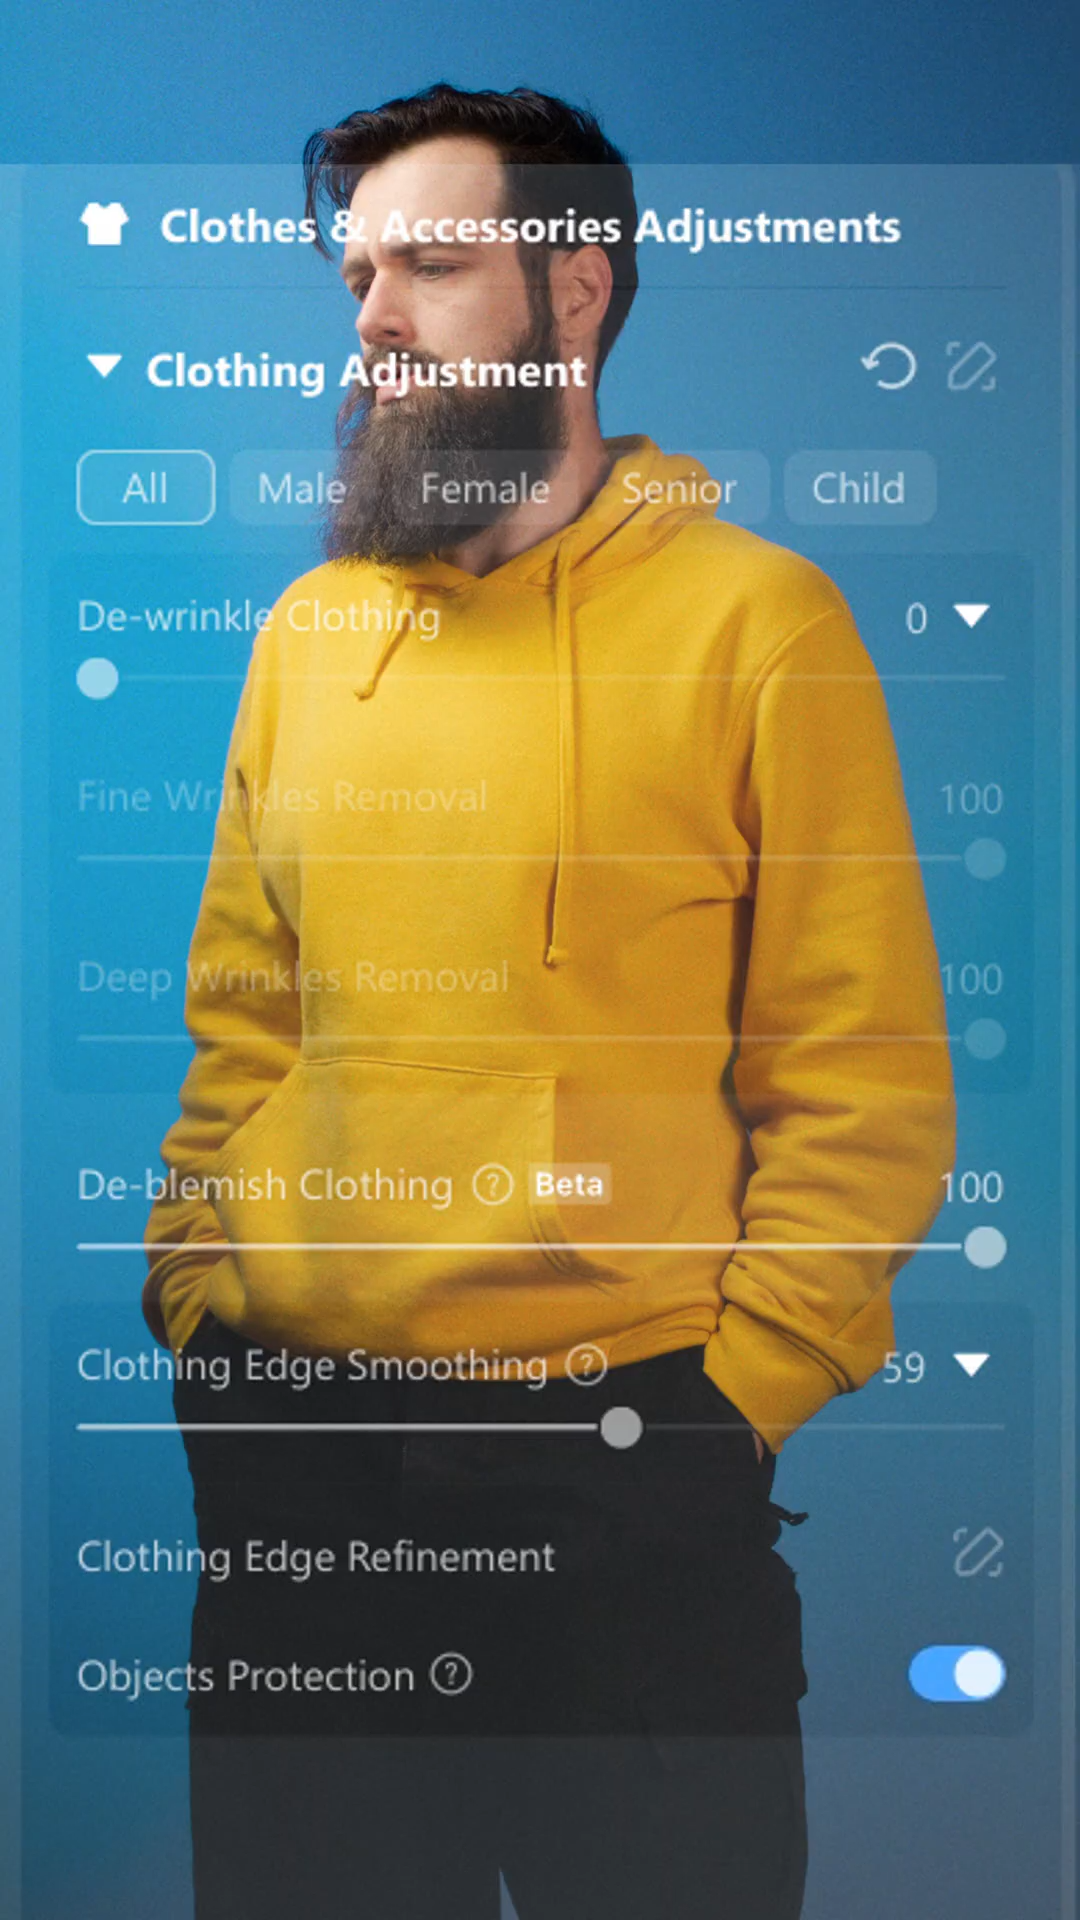 Clothes & Accessories Adjustments
Clothing Adjustment
All Male Female Senior Child
De-wrinkle Clothing 0
Fine Wrinkles Removal 100
Deep Wrinkles Removal 100
De-blemish Clothing ? Beta 100
Clothing Edge Smoothing ? 59
Clothing Edge Refinement
Objects Protection ?